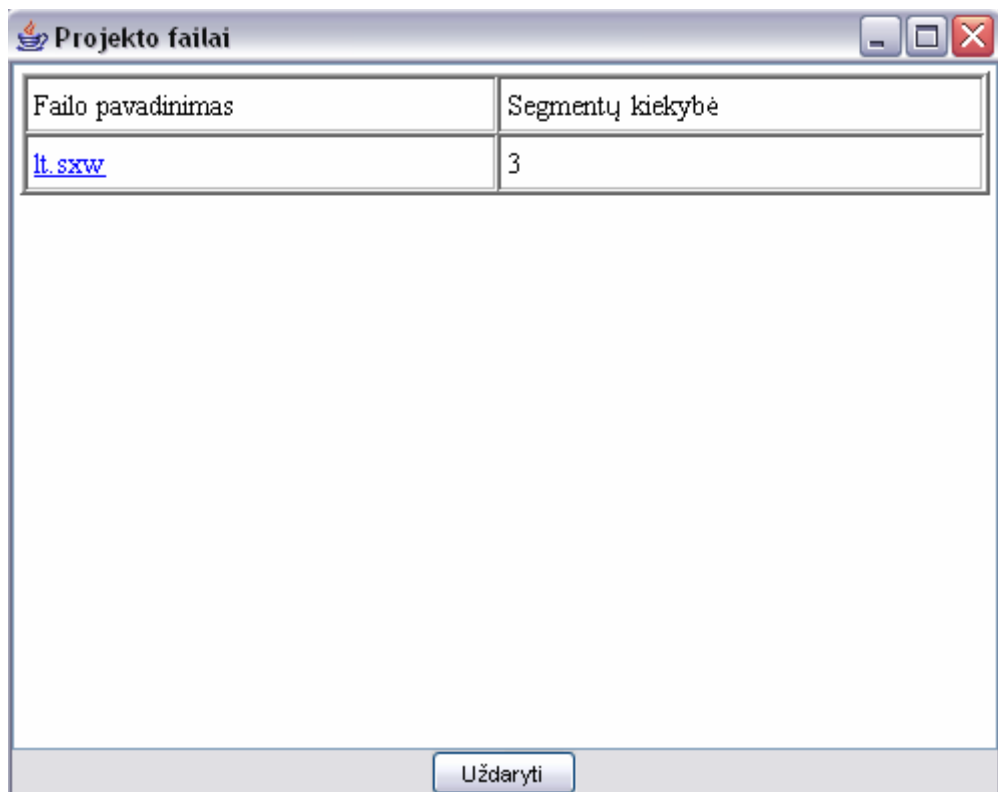 Projekto failai
Failo pavadinimas Segmentų kiekybė
lt.sxw 3
Uždaryti